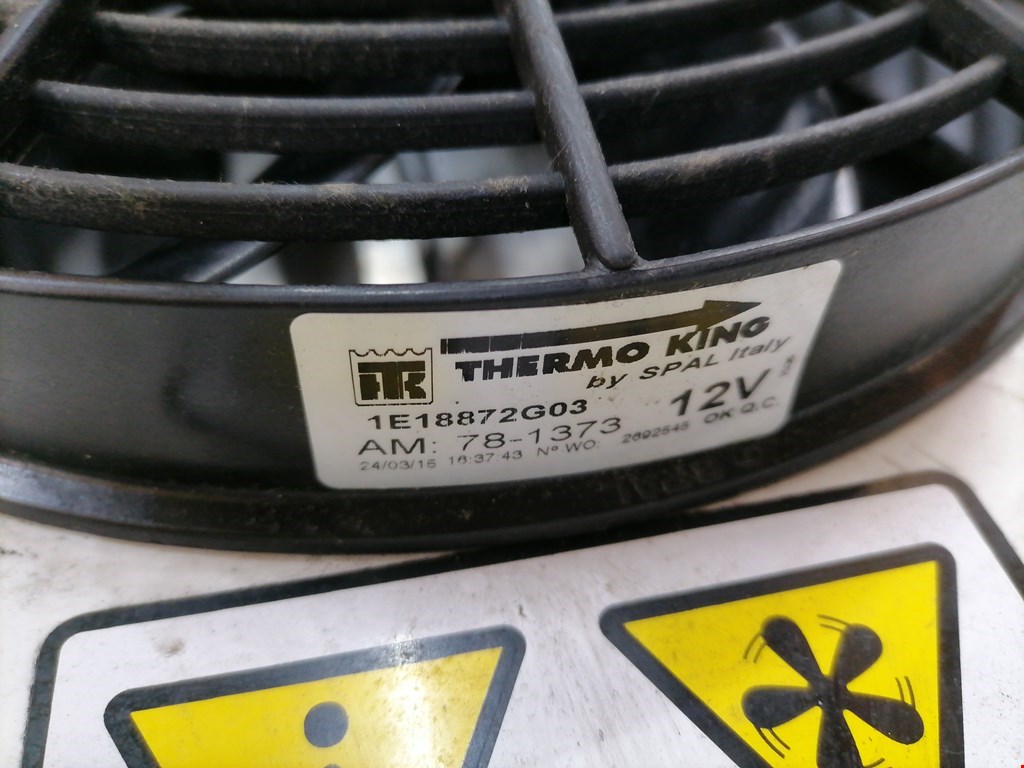 TK
THERMO KING
by SPAL Italy
1E18872G03
12V
AM: 78-1373
OK Q.C.
24/03/15 16:37:43 Nº WO: 2692545